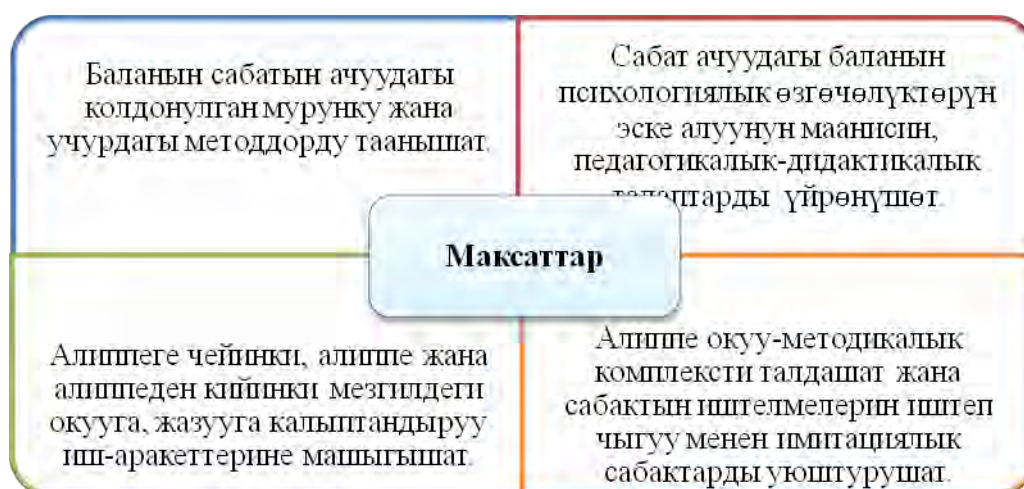 Баланын сабатын ачуудагы
колдонулган мурунку жана
учурдагы методдорду таанышат.
Сабат ачуудагы баланын
психологиялык өзгөчөлүктөрүн
эске алуунун маанисин,
педагогикалык-дидактикалык
талаптарды үйрөнүшөт.
Максаттар
Алиппеге чейинки, алиппе жана
алиппеден кийинки мезгилдеги
окууга, жазууга калыптандыруу
иш-аракеттерине машыгышат.
Алиппе окуу-методикалык
комплексти талдашат жана
сабактын иштелмелерин иштеп
чыгуу менен имитациялык
сабактарды уюштурушат.